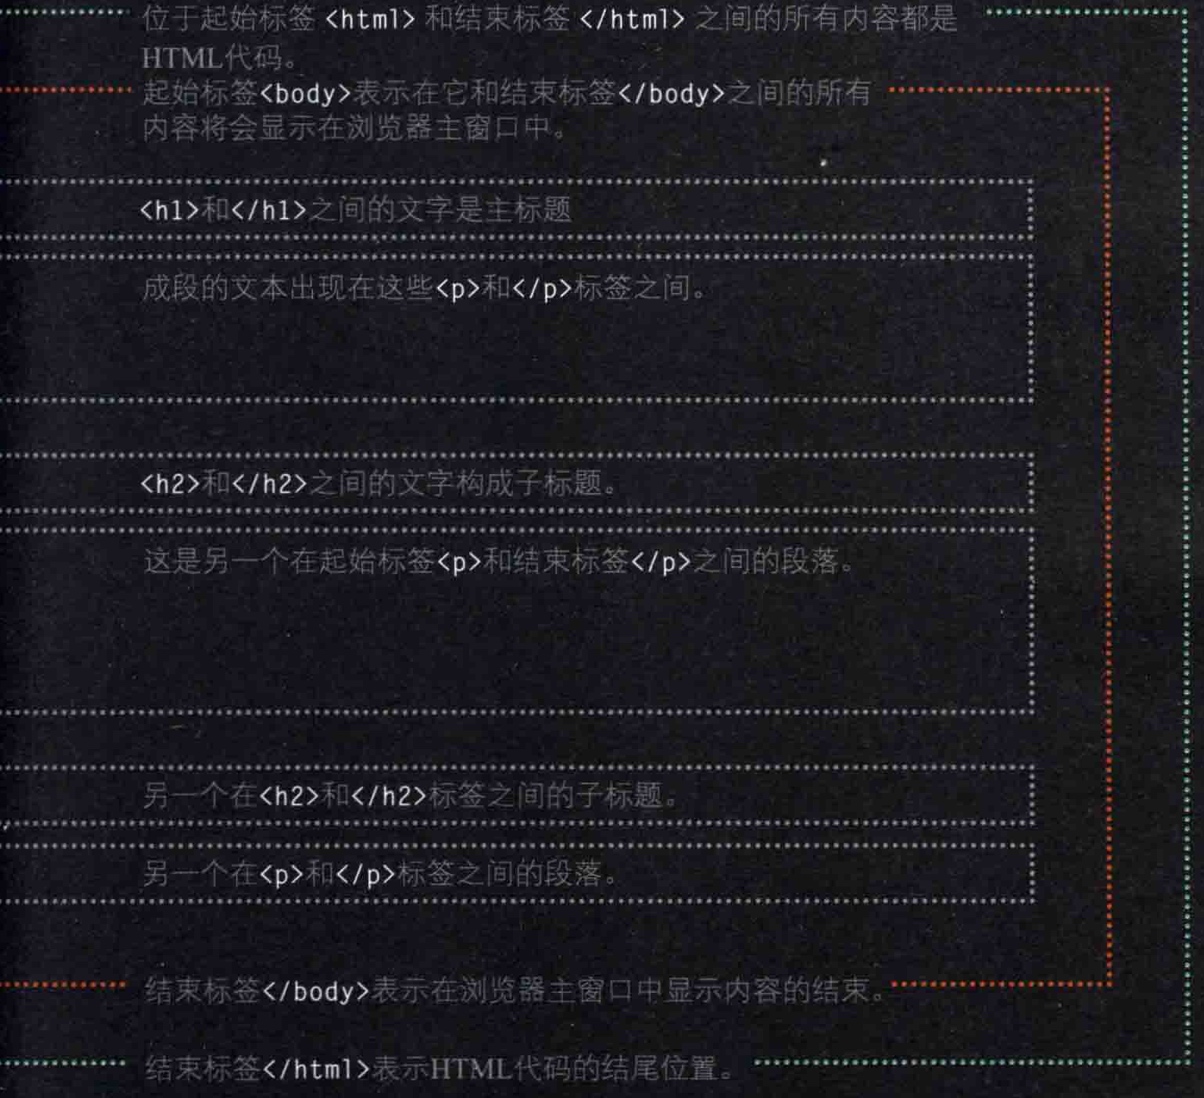 位于起始标签 <html> 和结束标签 </html> 之间的所有内容都是
HTML代码。
起始标签<body>表示在它和结束标签</body>之间的所有
内容将会显示在浏览器主窗口中。
<h1>和</h1>之间的文字是主标题
成段的文本出现在这些<p>和</p>标签之间。
<h2>和</h2>之间的文字构成子标题。
这是另一个在起始标签<p>和结束标签</p>之间的段落。
另一个在<h2>和</h2>标签之间的子标题。
另一个在<p>和</p>标签之间的段落。
结束标签</body>表示在浏览器主窗口中显示内容的结束。
结束标签</html>表示HTML代码的结尾位置。